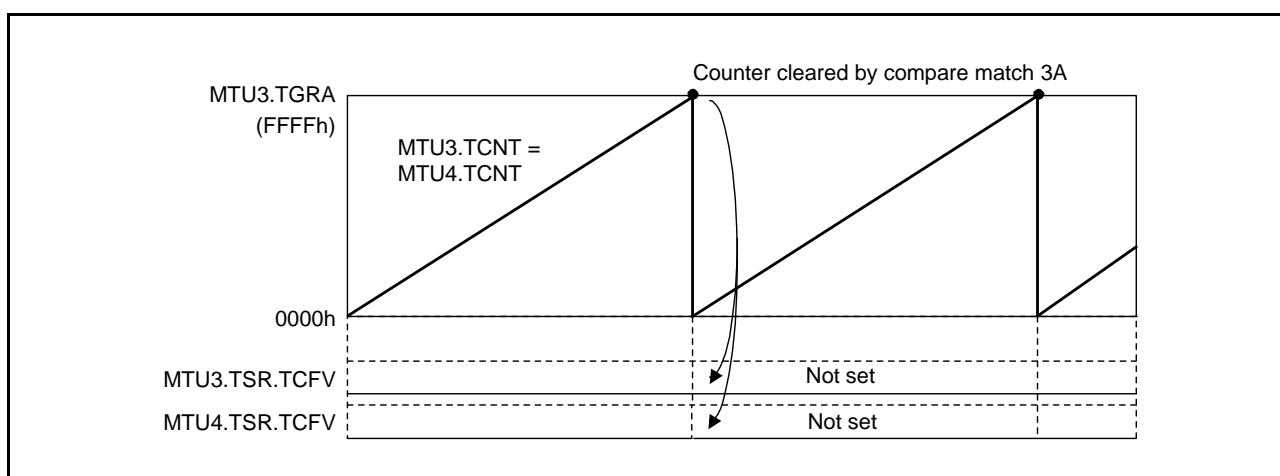 Counter cleared by compare match 3A
MTU3.TGRA
(FFFFh)
MTU3.TCNT =
MTU4.TCNT
0000h
MTU3.TSR.TCFV
Not set
MTU4.TSR.TCFV
Not set